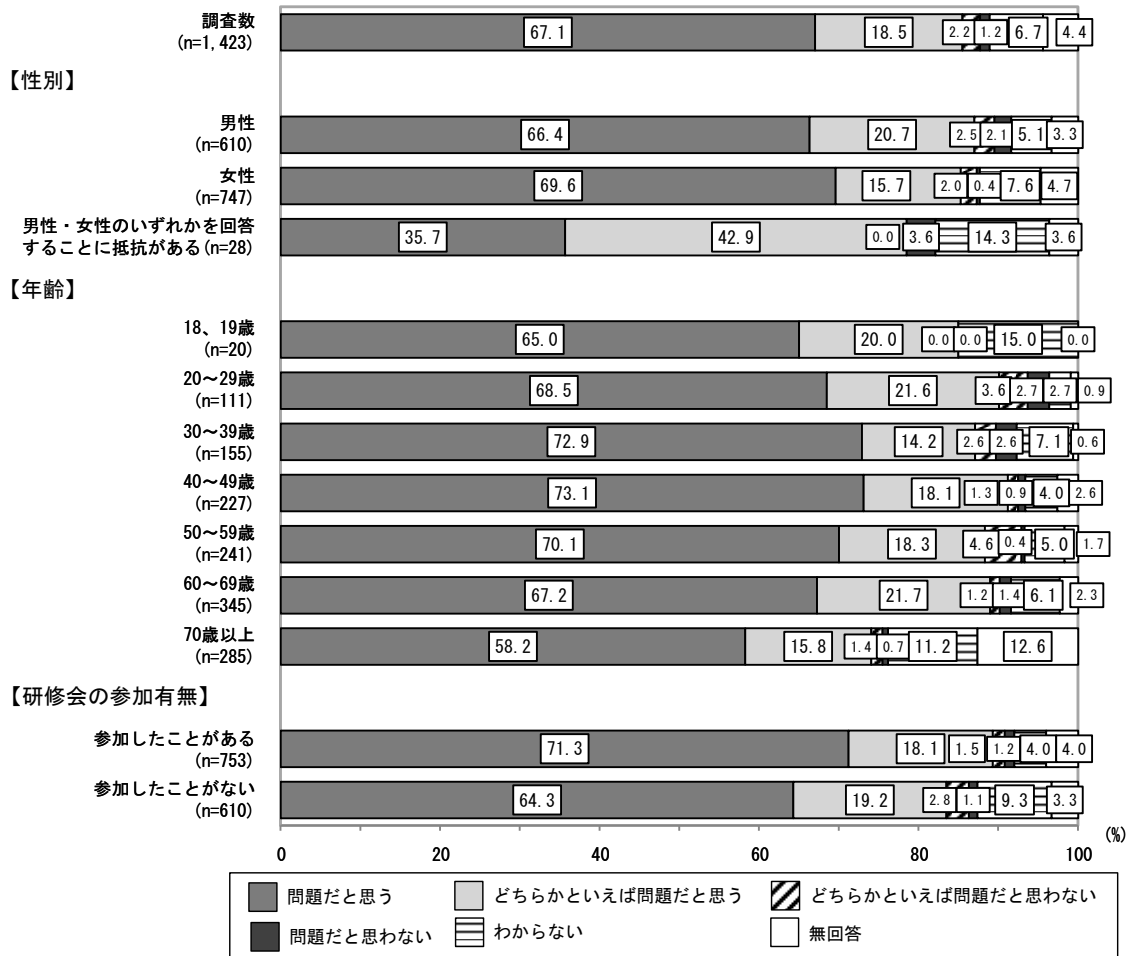 調査数
(n=1,423)
67.1 18.5 2.2 1.2 6.7 4.4
【性別】
男性
(n=610)
66.4 20.7 2.5 2.1 5.1 3.3
女性
(n=747)
69.6 15.7 2.0 0.4 7.6 4.7
男性・女性のいずれかを回答
することに抵抗がある(n=28)
35.7 42.9 0.0 3.6 14.3 3.6
【年齢】
18、19歳
(n=20)
65.0 20.0 0.0 0.0 15.0 0.0
20～29歳
(n=111)
68.5 21.6 3.6 2.7 2.7 0.9
30～39歳
(n=155)
72.9 14.2 2.6 2.6 7.1 0.6
40～49歳
(n=227)
73.1 18.1 1.3 0.9 4.0 2.6
50～59歳
(n=241)
70.1 18.3 4.6 0.4 5.0 1.7
60～69歳
(n=345)
67.2 21.7 1.2 1.4 6.1 2.3
70歳以上
(n=285)
58.2 15.8 1.4 0.7 11.2 12.6
【研修会の参加有無】
参加したことがある
(n=753)
71.3 18.1 1.5 1.2 4.0 4.0
参加したことがない
(n=610)
64.3 19.2 2.8 1.1 9.3 3.3
0 20 40 60 80 100 (%)
問題だと思う どちらかといえば問題だと思う どちらかといえば問題だと思わない
問題だと思わない わからない 無回答